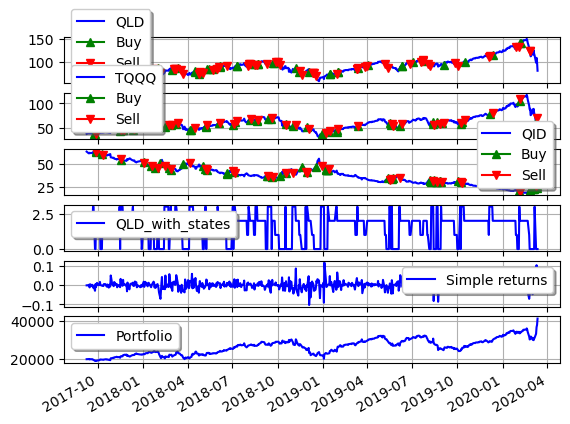 QLD
Buy
Sell
150
100
TQQQ
Buy
Sell
100
50
QID
Buy
Sell
50
25
QLD_with_states
2.5
0.0
Simple returns
0.1
0.0
-0.1
Portfolio
40000
20000
2017-10 2018-01 2018-04 2018-07 2018-10 2019-01 2019-04 2019-07 2019-10 2020-01 2020-04